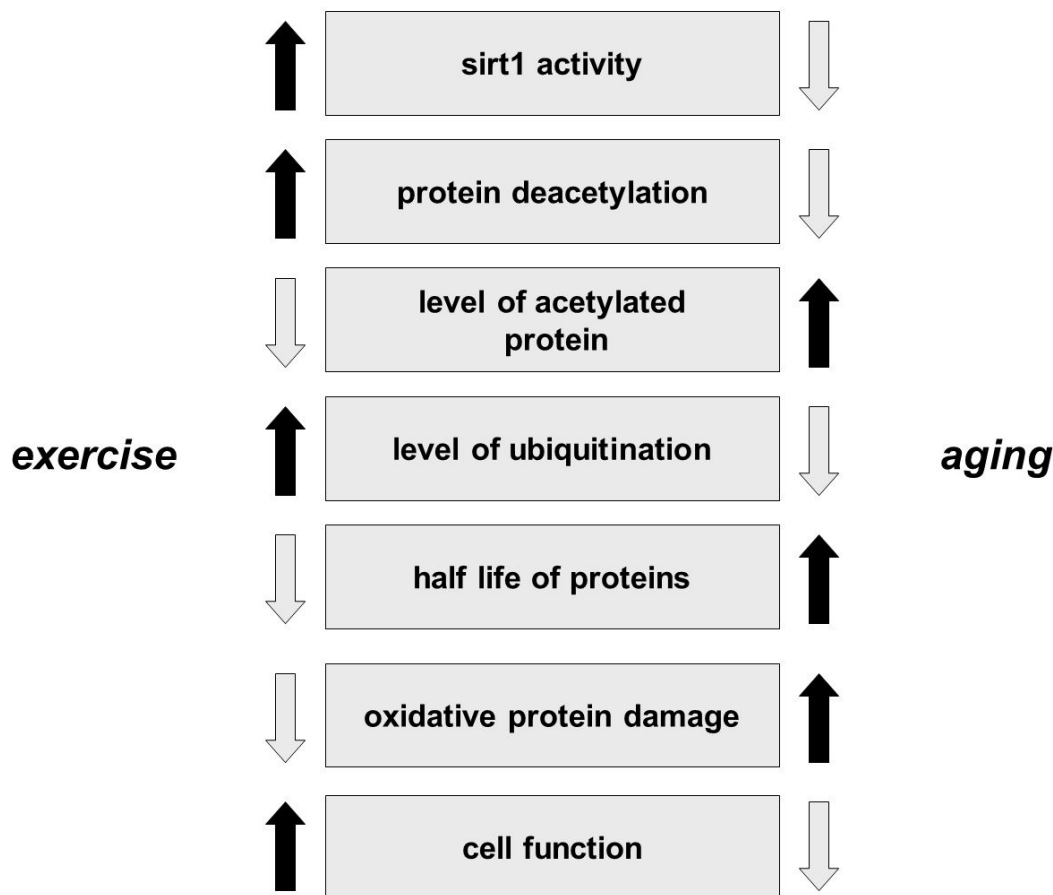 sirt1 activity
protein deacetylation
level of acetylated
protein
level of ubiquitination
exercise
aging
half life of proteins
oxidative protein damage
cell function